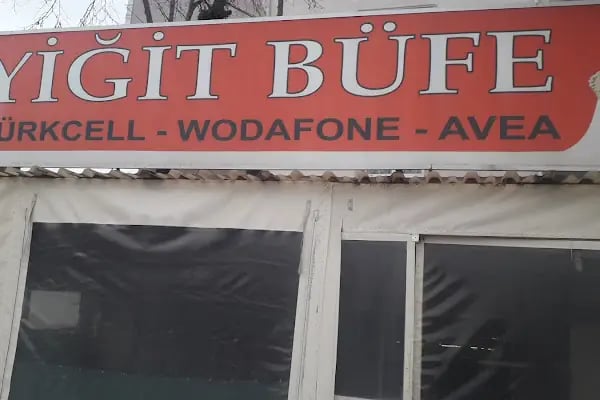 YİĞİT BÜFE
ÜRKCELL - WODAFONE - AVEA